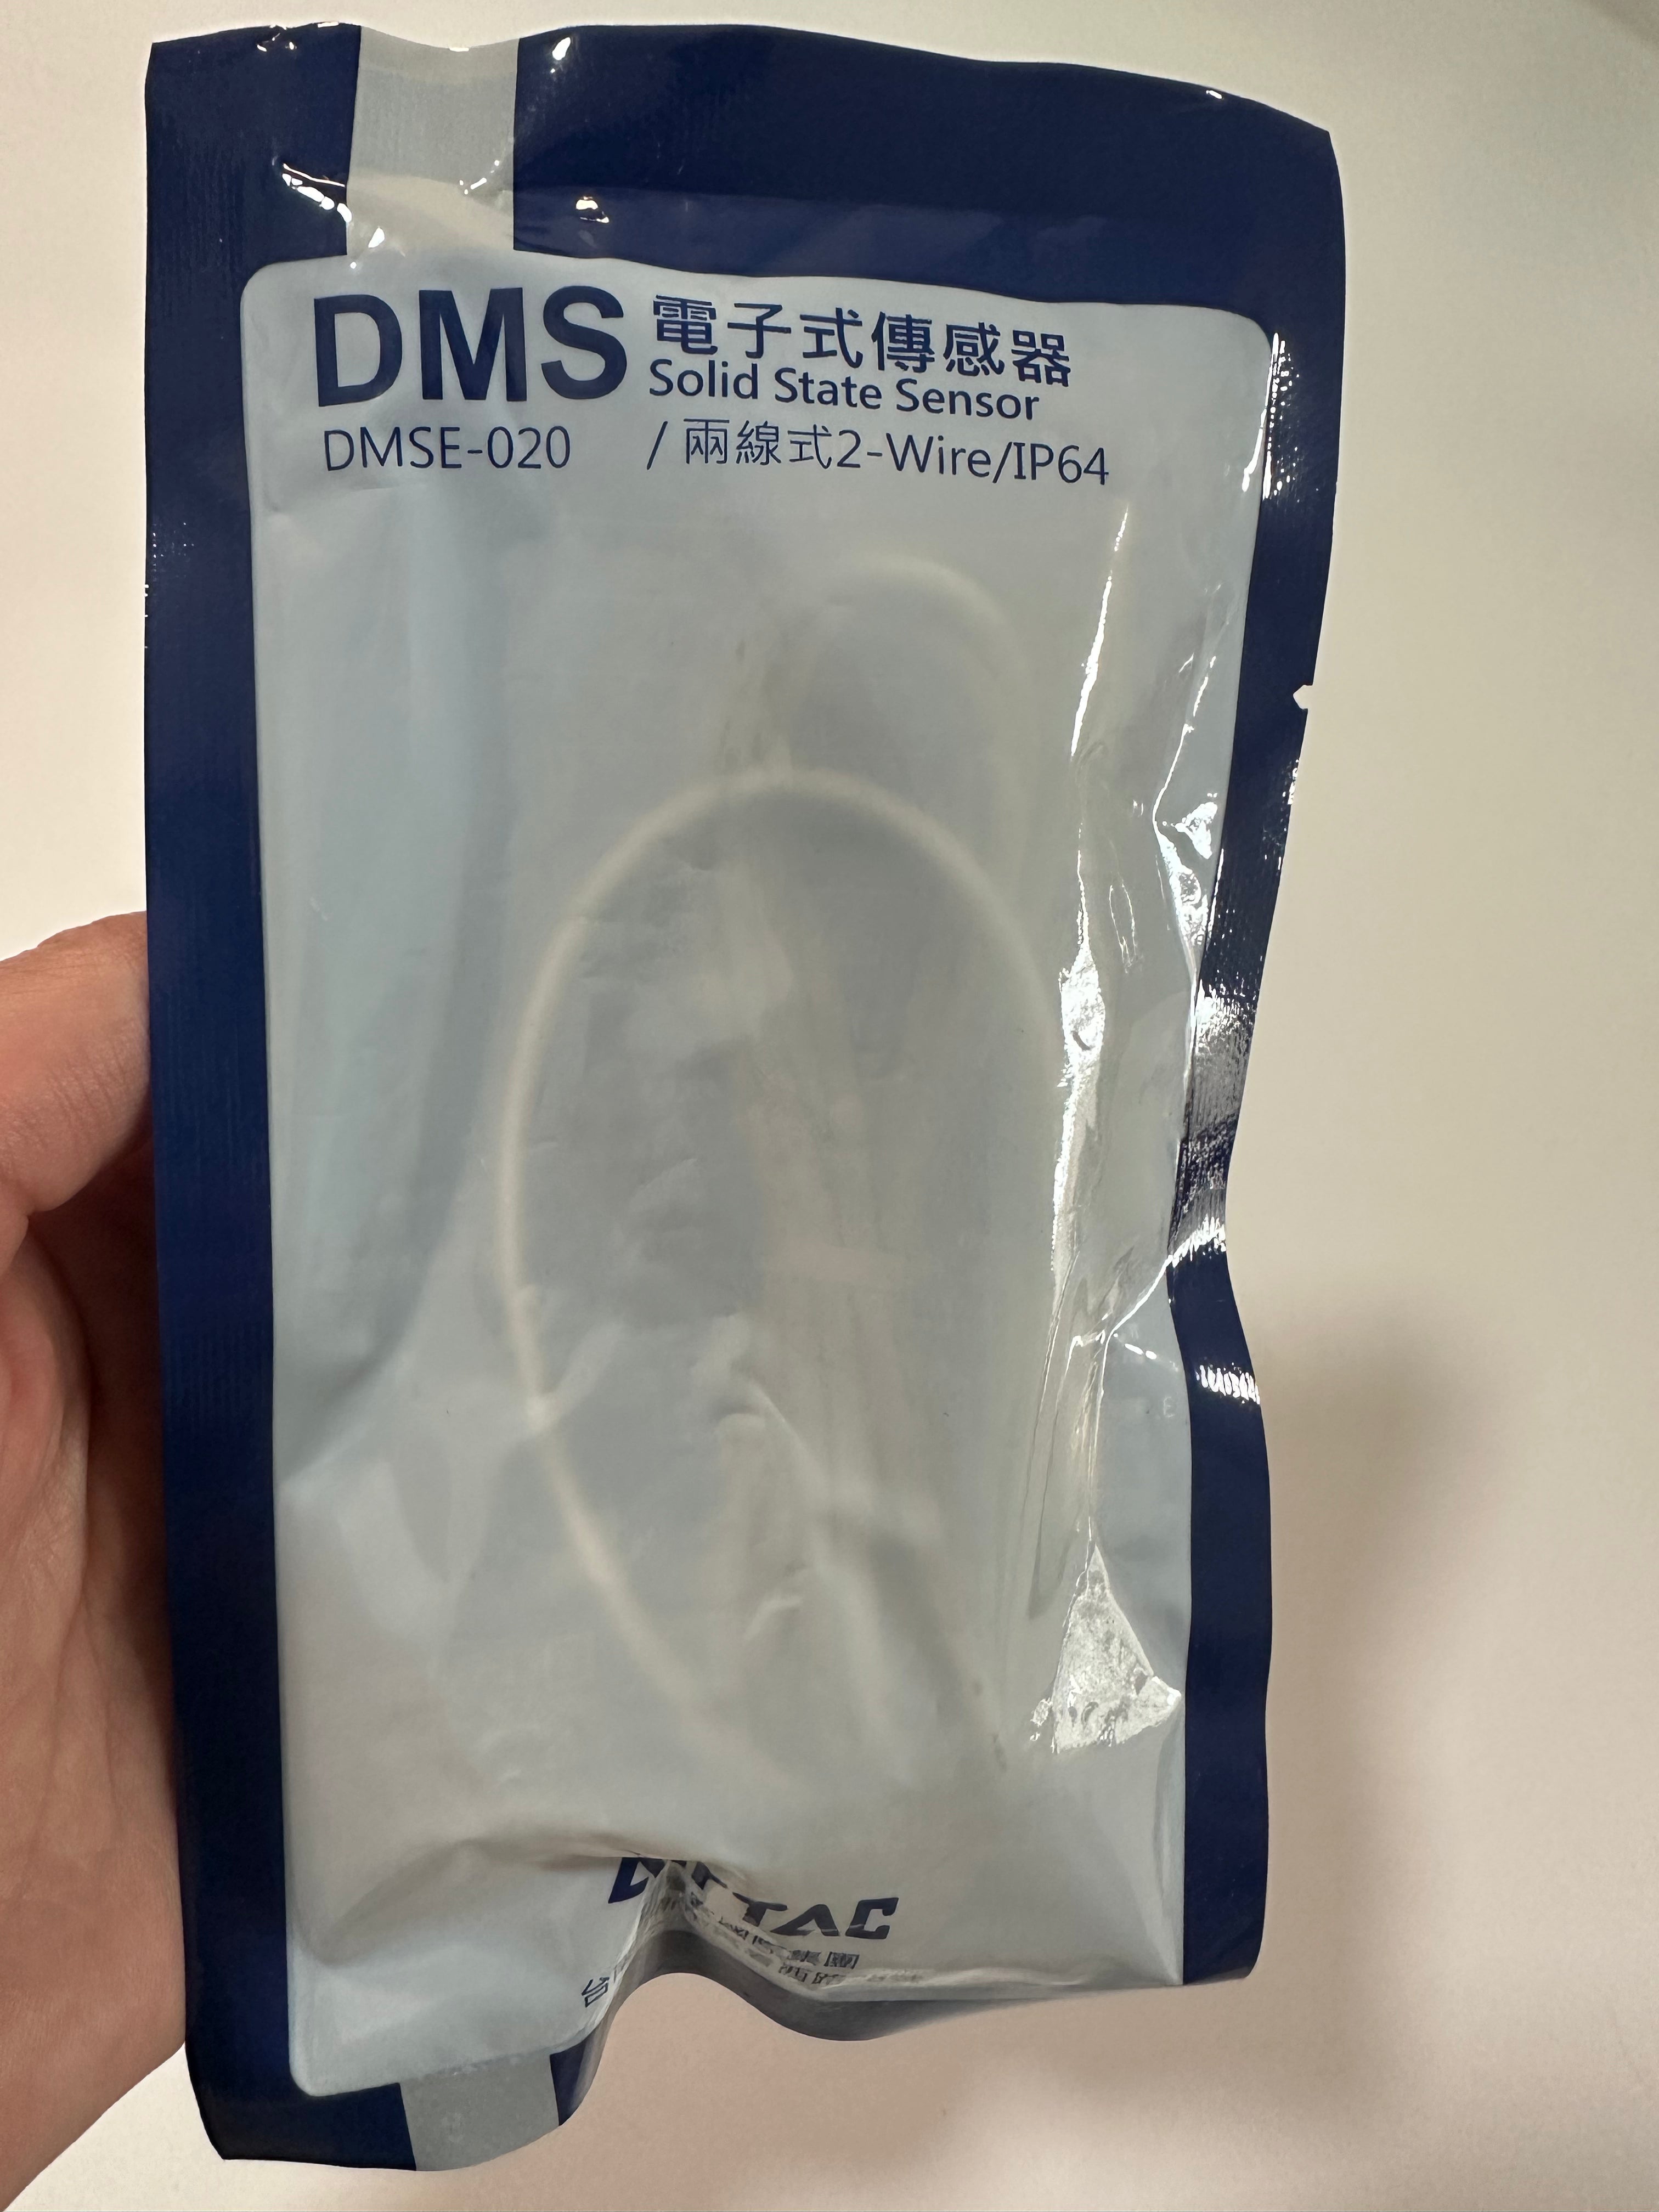 DMS 電子式傳感器
Solid State Sensor
DMSE-020 / 兩線式2-Wire/IP64